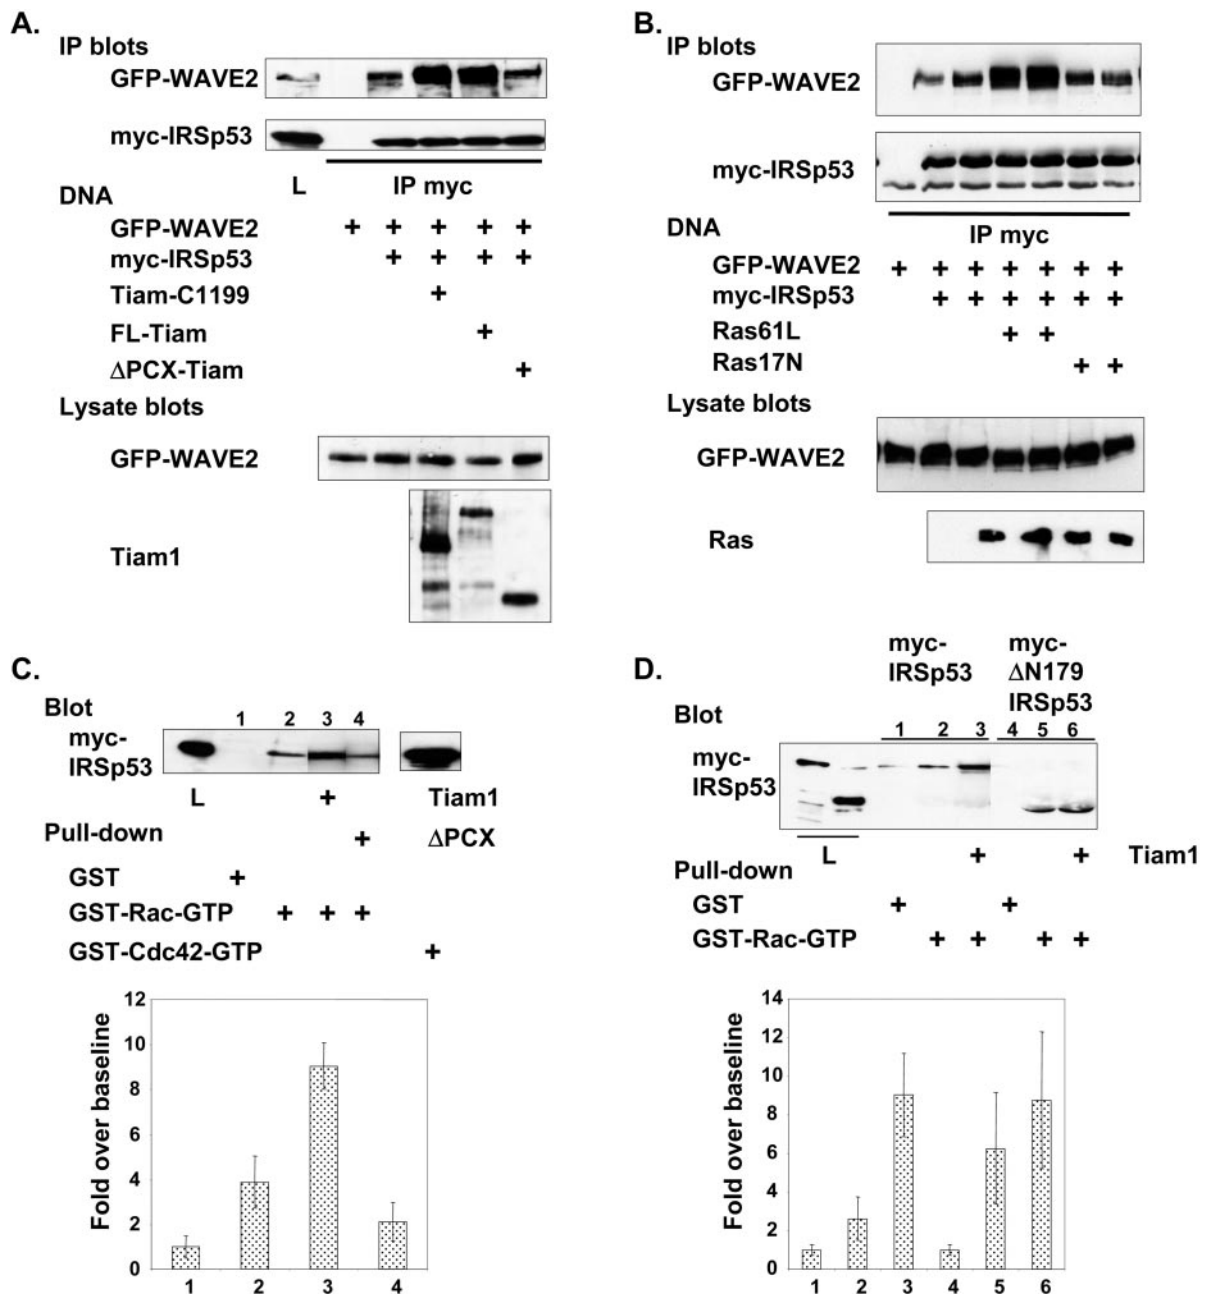 A.
IP blots
GFP-WAVE2
myc-IRSp53
L IP myc
DNA
GFP-WAVE2 + + + + +
myc-IRSp53 + + + +
Tiam-C1199 +
FL-Tiam +
ΔPCX-Tiam +
Lysate blots
GFP-WAVE2
Tiam1
B.
IP blots
GFP-WAVE2
myc-IRSp53
IP myc
DNA
GFP-WAVE2 + + + + + + +
myc-IRSp53 + + + + + +
Ras61L + +
Ras17N + +
Lysate blots
GFP-WAVE2
Ras
C.
Blot
1 2 3 4
myc-
IRSp53
L + Tiam1
Pull-down + ΔPCX
GST +
GST-Rac-GTP + + +
GST-Cdc42-GTP +
Fold over baseline
12
10
8
6
4
2
0
1 2 3 4
D.
myc-
IRSp53
myc-
ΔN179
IRSp53
Blot
1 2 3 4 5 6
myc-
IRSp53
L + + Tiam1
Pull-down
GST + +
GST-Rac-GTP + + + +
Fold over baseline
14
12
10
8
6
4
2
0
1 2 3 4 5 6